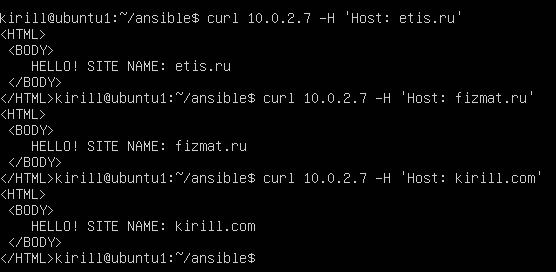 kirill@ubuntu1:~/ansible$ curl 10.0.2.7 -H 'Host: etis.ru'
<HTML>
 <BODY>
    HELLO! SITE NAME: etis.ru
 </BODY>
</HTML>kirill@ubuntu1:~/ansible$ curl 10.0.2.7 -H 'Host: fizmat.ru'
<HTML>
 <BODY>
    HELLO! SITE NAME: fizmat.ru
 </BODY>
</HTML>kirill@ubuntu1:~/ansible$ curl 10.0.2.7 -H 'Host: kirill.com'
<HTML>
 <BODY>
    HELLO! SITE NAME: kirill.com
 </BODY>
</HTML>kirill@ubuntu1:~/ansible$